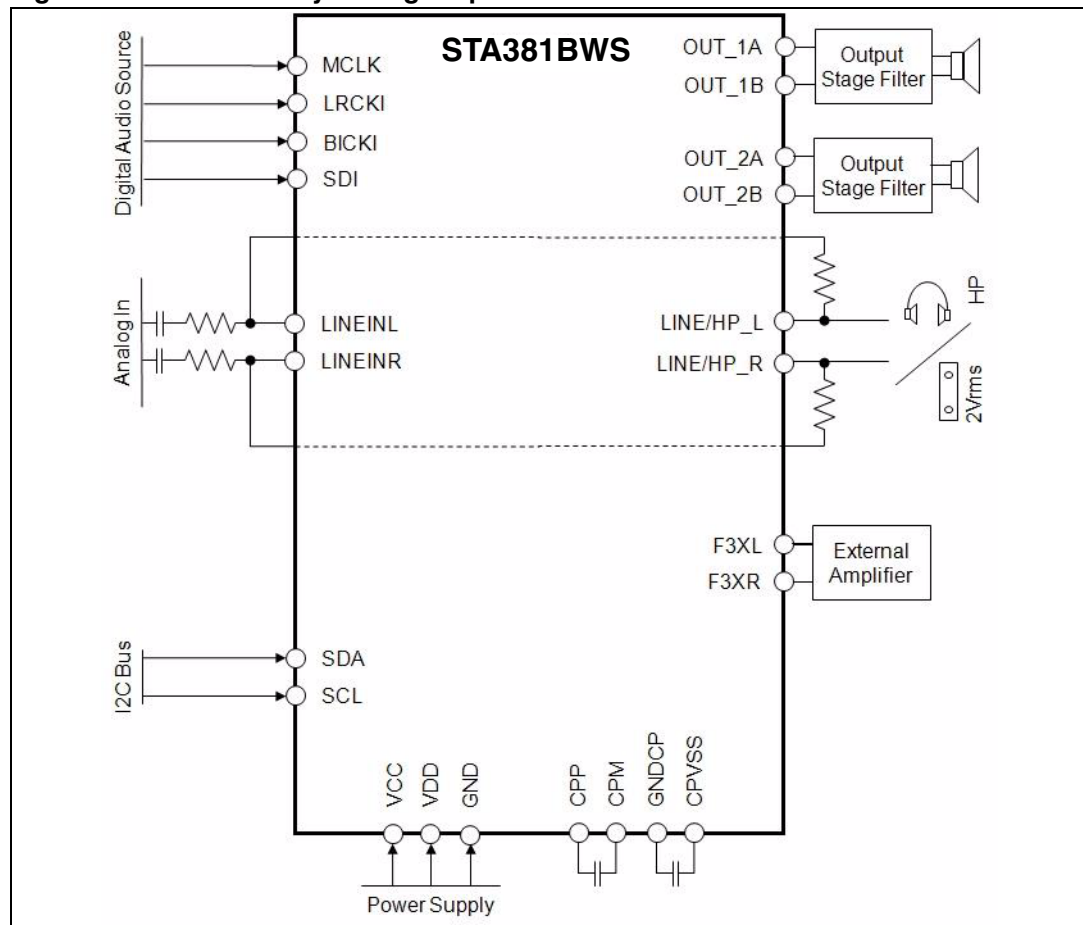 STA381BWS
Digital Audio Source
MCLK
LRCKI
BICKI
SDI
OUT_1A
OUT_1B
Output
Stage Filter
OUT_2A
OUT_2B
Output
Stage Filter
Analog In
LINEINL
LINEINR
LINE/HP_L
LINE/HP_R
HP
2Vrms
F3XL
F3XR
External
Amplifier
I2C Bus
SDA
SCL
VCC
VDD
GND
CPP
CPM
GNDCP
CPVSS
Power Supply